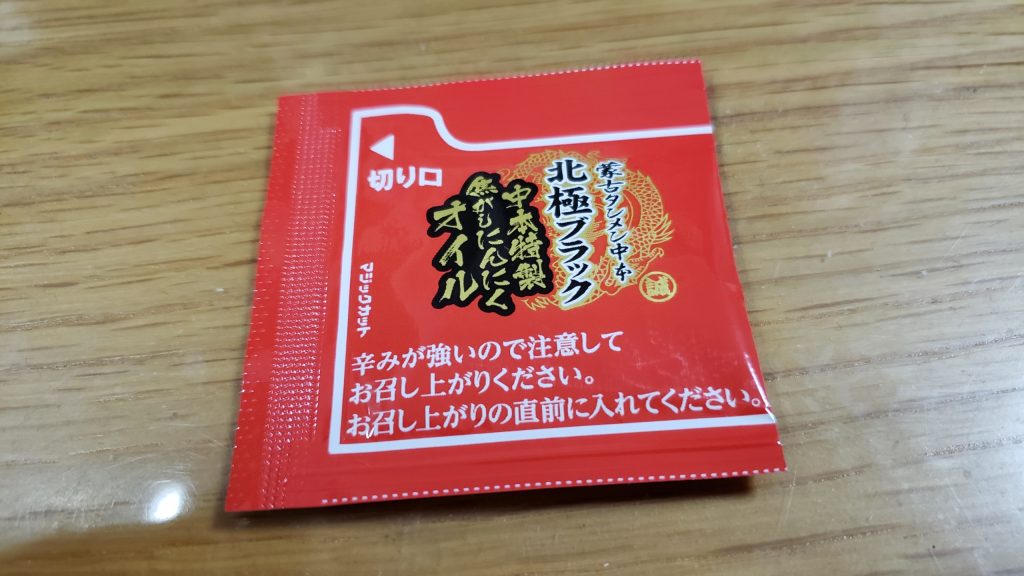 切り口
蒙古タンメン中本
北極ブラック
誠
中本特製
焦がしにんにく
オイル
マジックカット
辛みが強いので注意して
お召し上がりください。
お召し上がりの直前に入れてください。